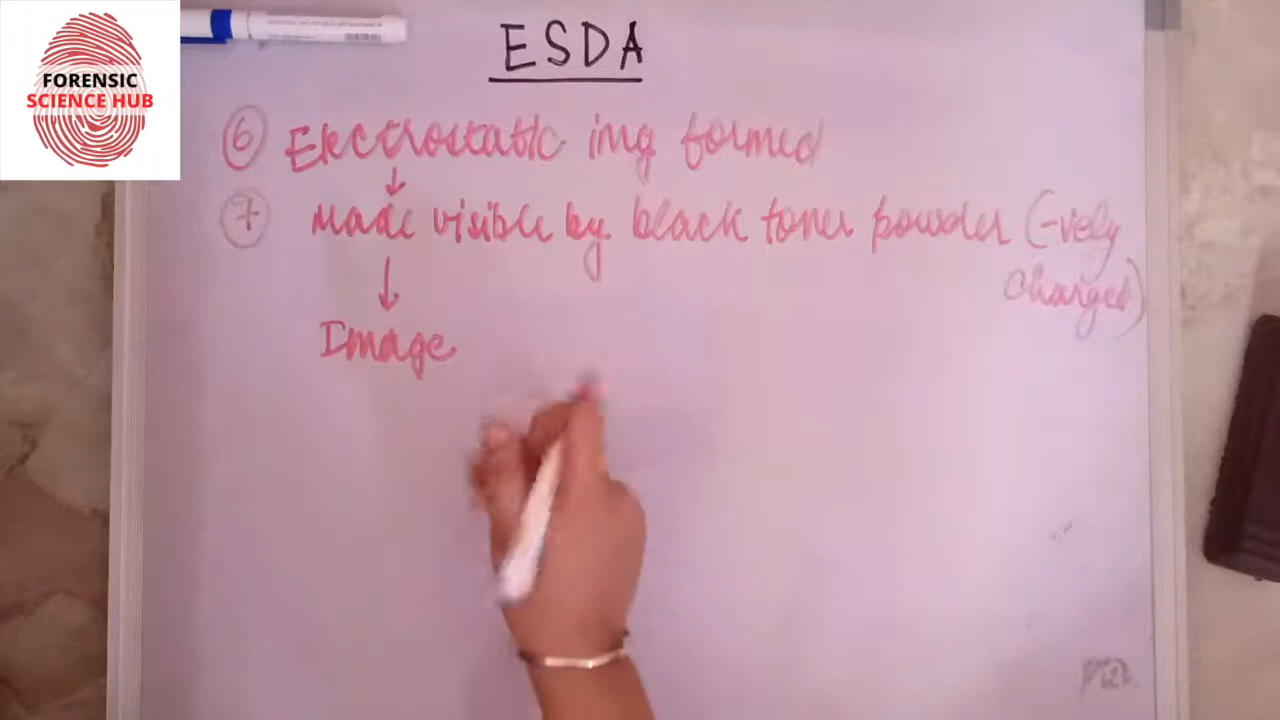 FORENSIC
SCIENCE HUB
ESDA
6 Electrostatic img formed
↓
7 Made visible by black toner powder (-vely
charged)
↓
Image